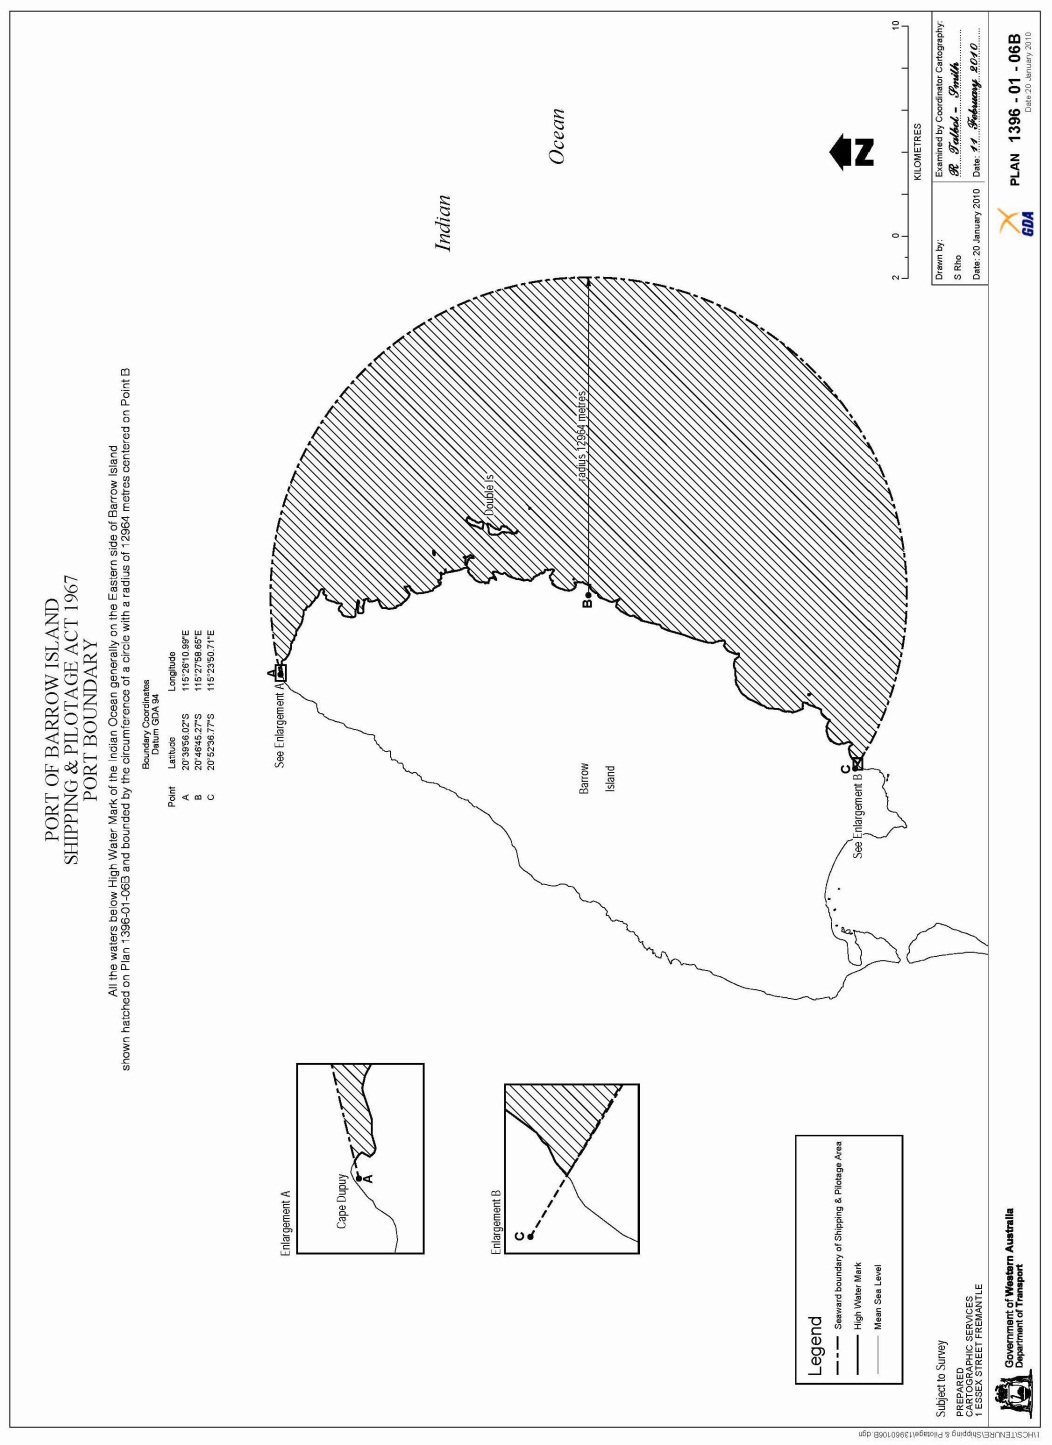 PORT OF BARROW ISLAND
SHIPPING & PILOTAGE ACT 1967
PORT BOUNDARY
All the waters below High Water Mark of the Indian Ocean generally on the Eastern side of Barrow Island
shown hatched on Plan 1396-01-06B and bounded by the circumference of a circle with a radius of 12964 metres centered on Point B
Boundary Coordinates
Datum GDA 94
Point Latitude Longitude
A 20°39'56.02"S 115°26'10.99"E
B 20°46'45.27"S 115°27'58.65"E
C 20°52'36.77"S 115°23'50.71"E
Enlargement A
Cape Dupuy
A
See Enlargement A
A
Indian
Ocean
Double Is
radius 12964 metres
B
Barrow
Island
Enlargement B
C
See Enlargement B
C
N
2 0 10
KILOMETRES
Legend
Seaward boundary of Shipping & Pilotage Area
High Water Mark
Mean Sea Level
Subject to Survey
PREPARED
CARTOGRAPHIC SERVICES
1 ESSEX STREET FREMANTLE
Drawn by:
S Rho
Date: 20 January 2010
Examined by Coordinator Cartography:
R Talbot - Smith
Date: 11 February 2010
Government of Western Australia
Department of Transport
GDA
PLAN 1396 - 01 - 06B
Date 20 January 2010